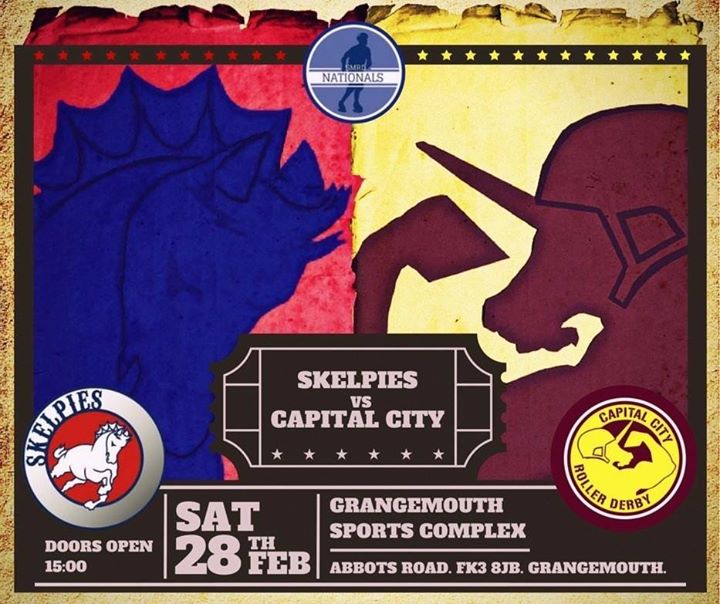 SMRD
NATIONALS
SKELPIES
VS
CAPITAL CITY
SKELPIES
CAPITAL CITY
ROLLER DERBY
DOORS OPEN
15:00
SAT
28TH
FEB
GRANGEMOUTH
SPORTS COMPLEX
ABBOTS ROAD. FK3 8JB. GRANGEMOUTH.